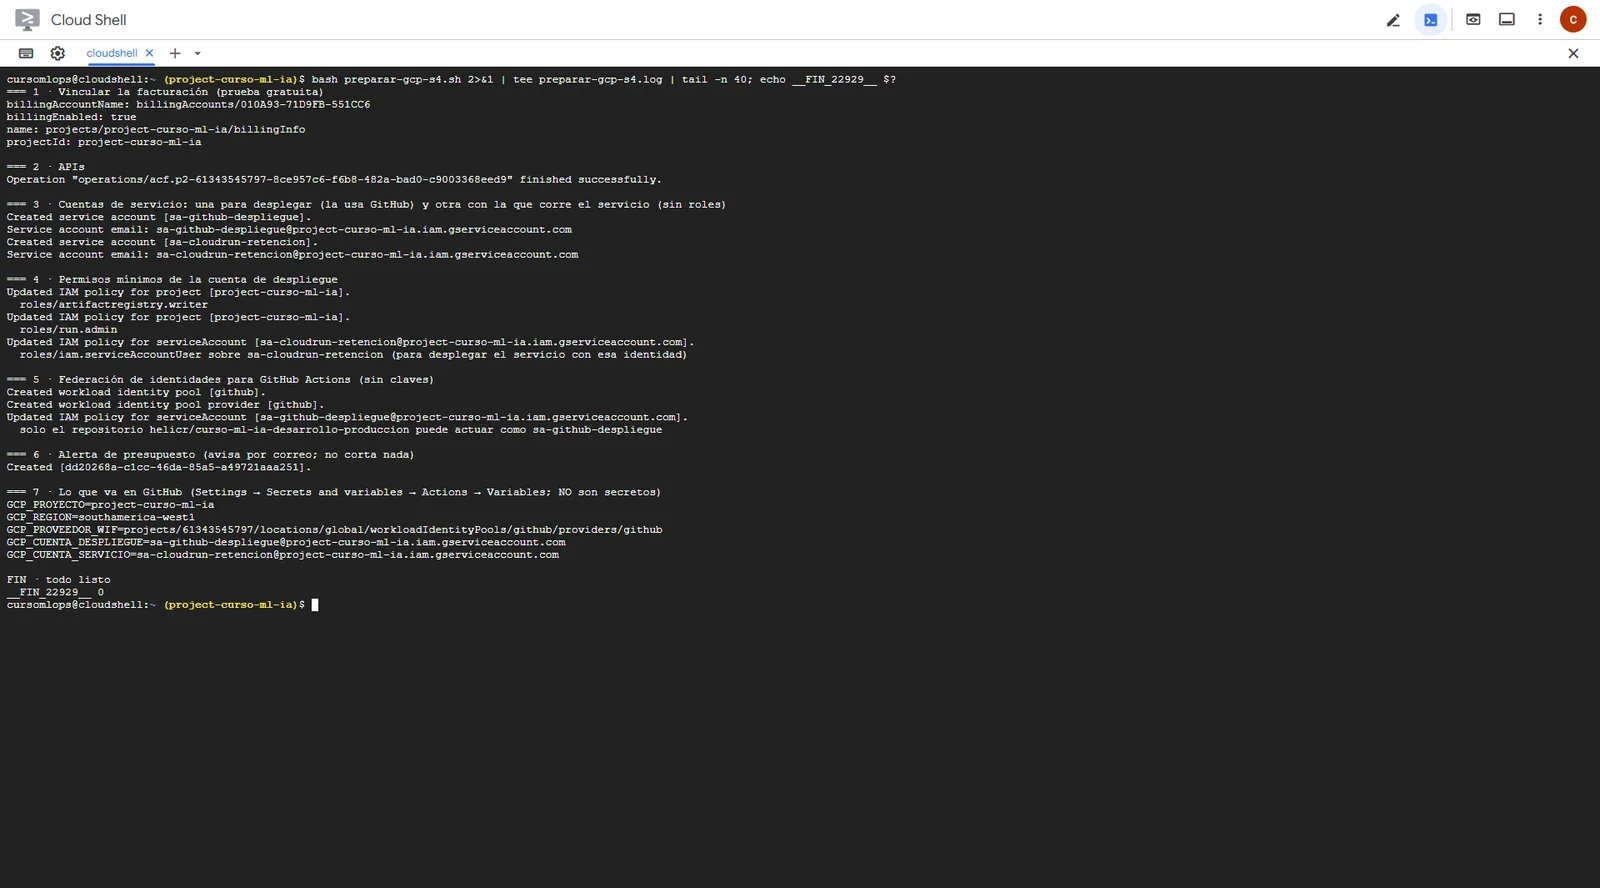 Cloud Shell
C
cloudshell
cursomlops@cloudshell:~ (project-curso-ml-ia)$ bash preparar-gcp-s4.sh 2>&1 | tee preparar-gcp-s4.log | tail -n 40; echo __FIN_22929__ $?
=== 1 · Vincular la facturación (prueba gratuita)
billingAccountName: billingAccounts/010A93-71D9FB-551CC6
billingEnabled: true
name: projects/project-curso-ml-ia/billingInfo
projectId: project-curso-ml-ia
=== 2 · APIs
Operation "operations/acf.p2-61343545797-8ce957c6-f6b8-482a-bad0-c9003368eed9" finished successfully.
=== 3 · Cuentas de servicio: una para desplegar (la usa GitHub) y otra con la que corre el servicio (sin roles)
Created service account [sa-github-despliegue].
Service account email: sa-github-despliegue@project-curso-ml-ia.iam.gserviceaccount.com
Created service account [sa-cloudrun-retencion].
Service account email: sa-cloudrun-retencion@project-curso-ml-ia.iam.gserviceaccount.com
=== 4 · Permisos mínimos de la cuenta de despliegue
Updated IAM policy for project [project-curso-ml-ia].
roles/artifactregistry.writer
Updated IAM policy for project [project-curso-ml-ia].
roles/run.admin
Updated IAM policy for serviceAccount [sa-cloudrun-retencion@project-curso-ml-ia.iam.gserviceaccount.com].
roles/iam.serviceAccountUser sobre sa-cloudrun-retencion (para desplegar el servicio con esa identidad)
=== 5 · Federación de identidades para GitHub Actions (sin claves)
Created workload identity pool [github].
Created workload identity pool provider [github].
Updated IAM policy for serviceAccount [sa-github-despliegue@project-curso-ml-ia.iam.gserviceaccount.com].
solo el repositorio helicr/curso-ml-ia-desarrollo-produccion puede actuar como sa-github-despliegue
=== 6 · Alerta de presupuesto (avisa por correo; no corta nada)
Created [dd20268a-c1cc-46da-85a5-a49721aaa251].
=== 7 · Lo que va en GitHub (Settings → Secrets and variables → Actions → Variables; NO son secretos)
GCP_PROYECTO=project-curso-ml-ia
GCP_REGION=southamerica-west1
GCP_PROVEEDOR_WIF=projects/61343545797/locations/global/workloadIdentityPools/github/providers/github
GCP_CUENTA_DESPLIEGUE=sa-github-despliegue@project-curso-ml-ia.iam.gserviceaccount.com
GCP_CUENTA_SERVICIO=sa-cloudrun-retencion@project-curso-ml-ia.iam.gserviceaccount.com
FIN · todo listo
__FIN_22929__ 0
cursomlops@cloudshell:~ (project-curso-ml-ia)$